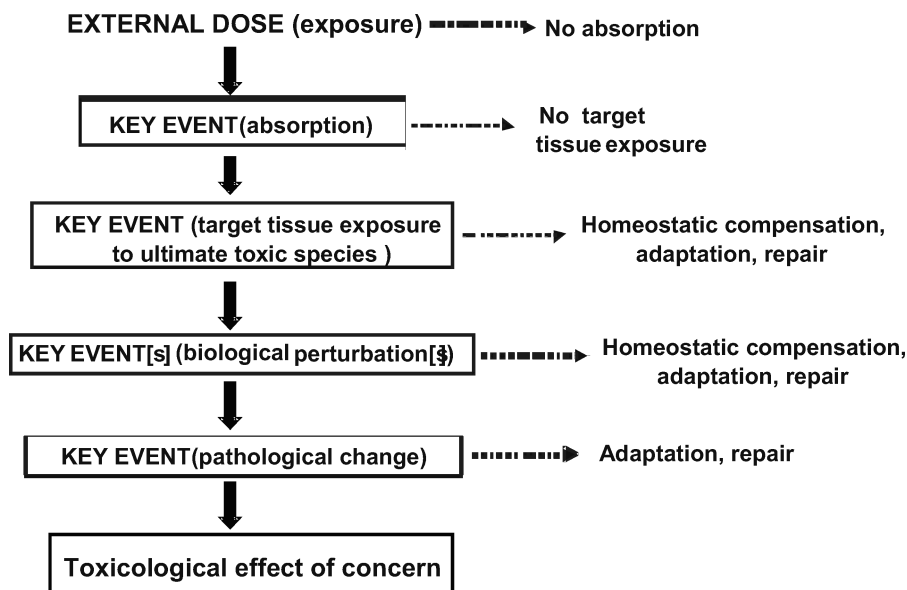 EXTERNAL DOSE (exposure)
No absorption
KEY EVENT(absorption)
No target
tissue exposure
KEY EVENT (target tissue exposure
to ultimate toxic species )
Homeostatic compensation,
adaptation, repair
KEY EVENT[s] (biological perturbation[s])
Homeostatic compensation,
adaptation, repair
KEY EVENT(pathological change)
Adaptation, repair
Toxicological effect of concern